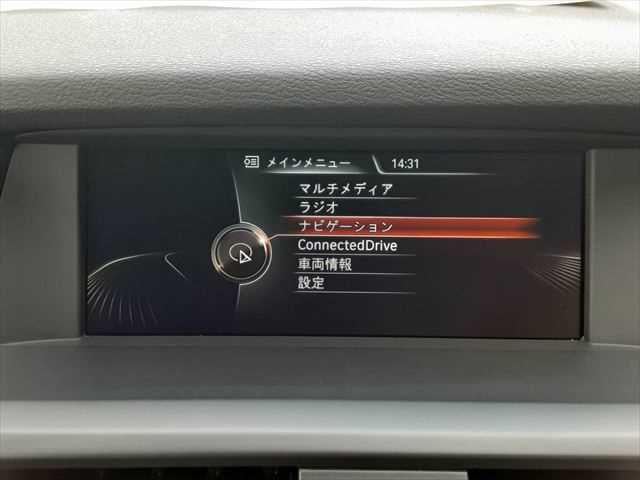 メインメニュー 14:31
マルチメディア
ラジオ
ナビゲーション
ConnectedDrive
車両情報
設定